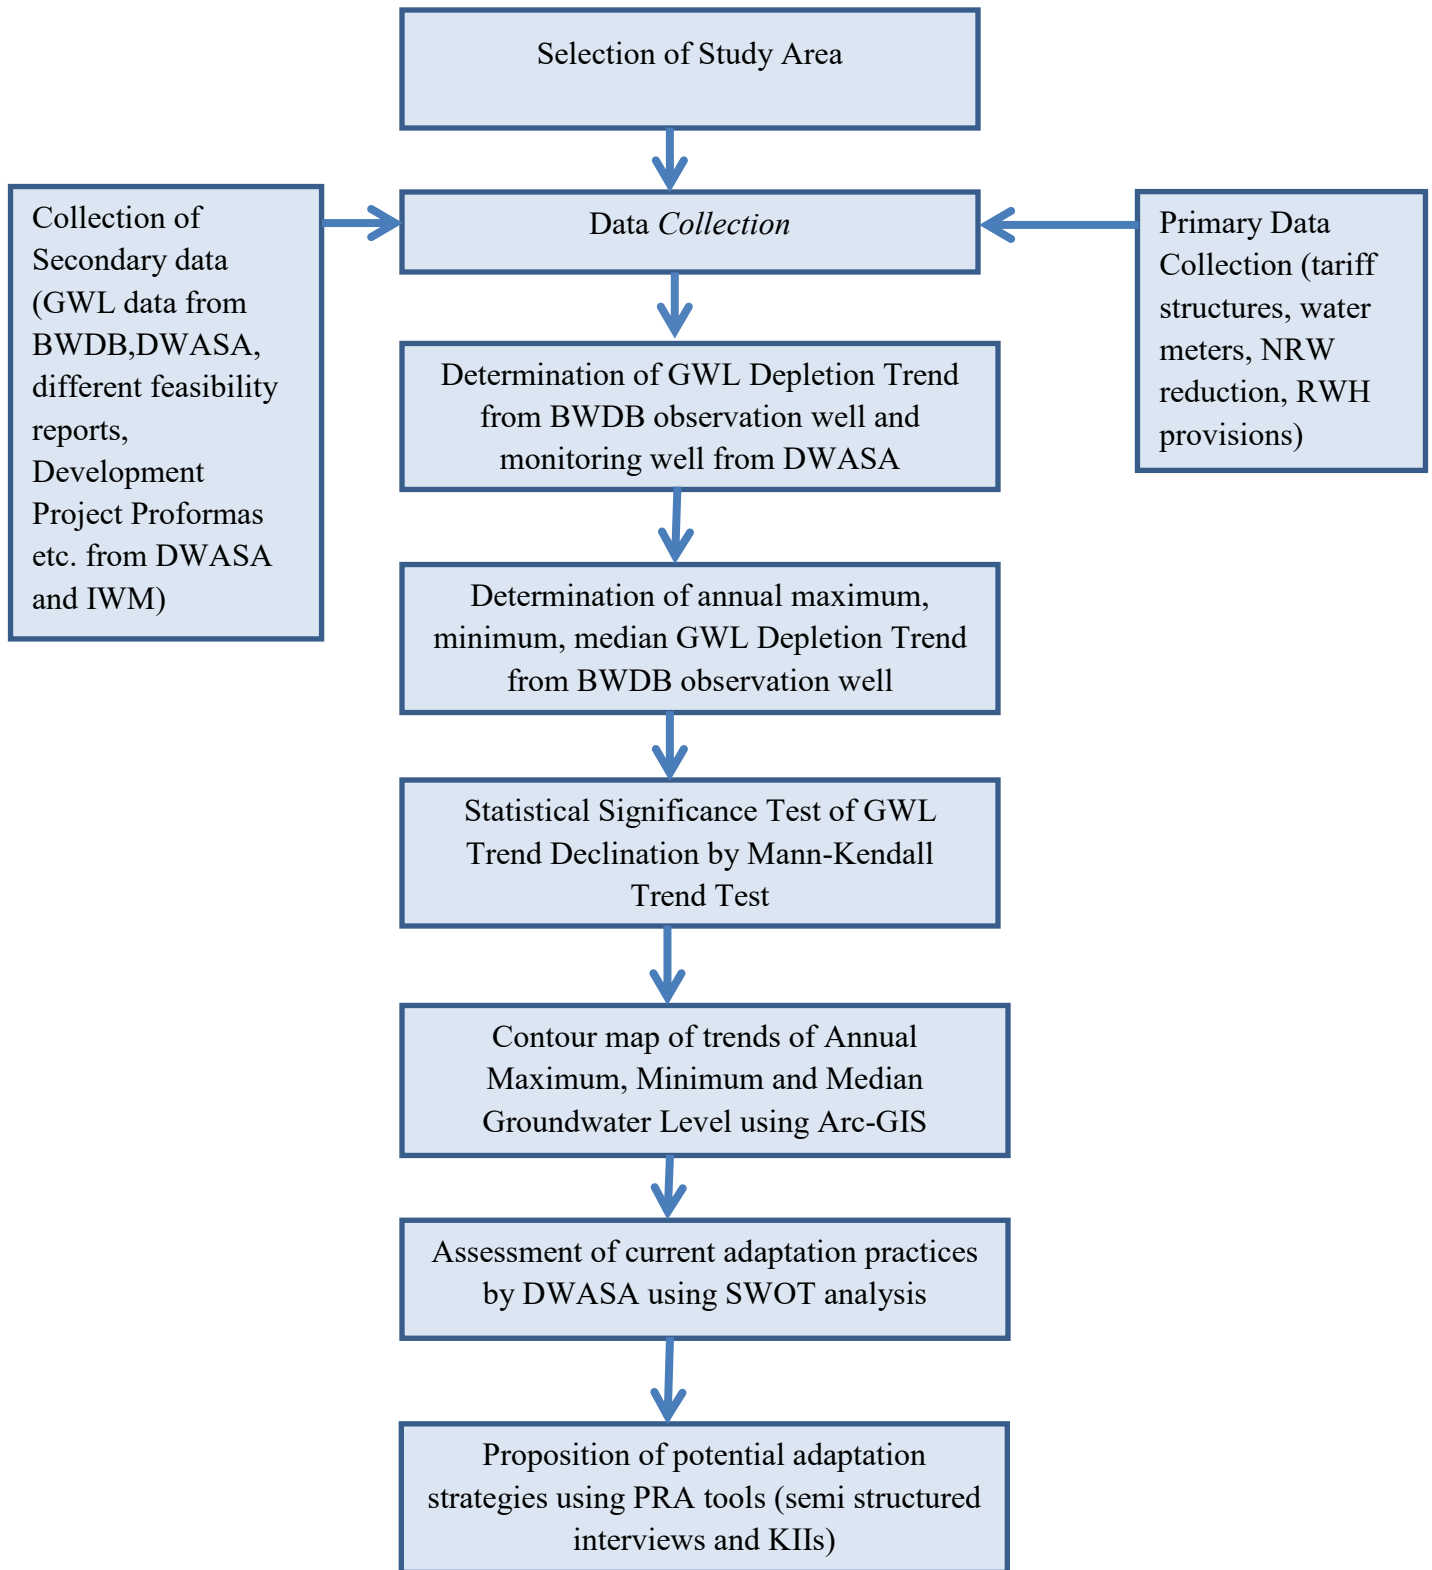 Selection of Study Area
Collection of
Secondary data
(GWL data from
BWDB,DWASA,
different feasibility
reports,
Development
Project Proformas
etc. from DWASA
and IWM)
Data Collection
Primary Data
Collection (tariff
structures, water
meters, NRW
reduction, RWH
provisions)
Determination of GWL Depletion Trend
from BWDB observation well and
monitoring well from DWASA
Determination of annual maximum,
minimum, median GWL Depletion Trend
from BWDB observation well
Statistical Significance Test of GWL
Trend Declination by Mann-Kendall
Trend Test
Contour map of trends of Annual
Maximum, Minimum and Median
Groundwater Level using Arc-GIS
Assessment of current adaptation practices
by DWASA using SWOT analysis
Proposition of potential adaptation
strategies using PRA tools (semi structured
interviews and KIIs)